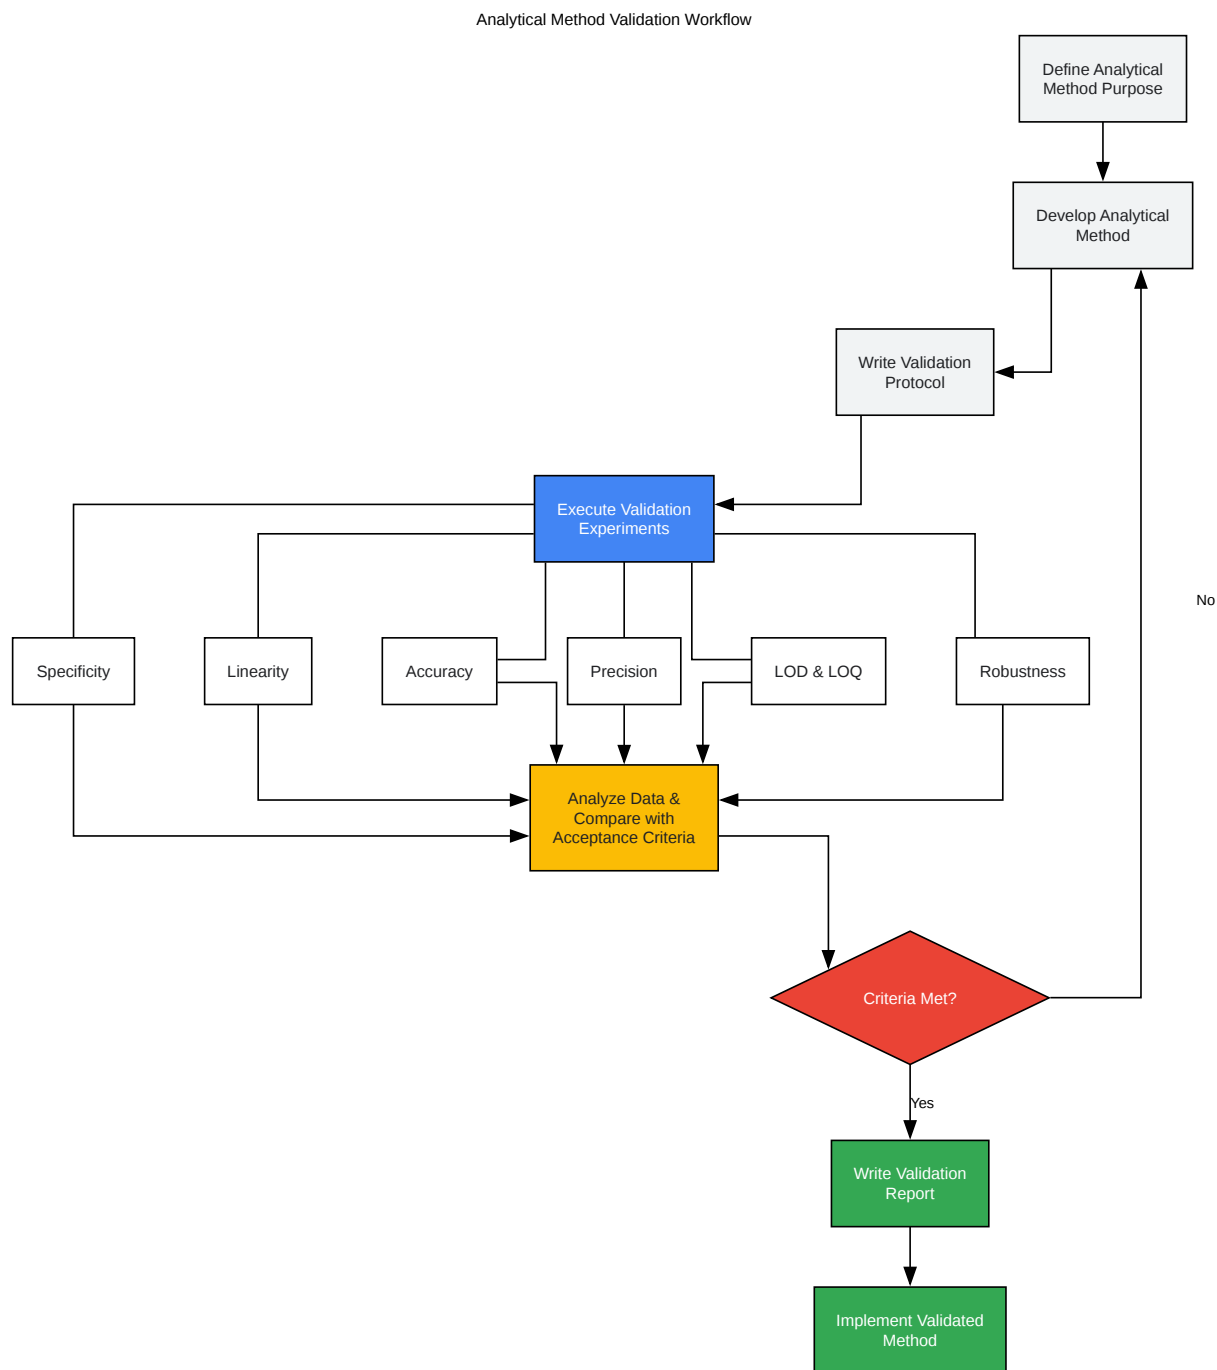 Analytical Method Validation Workflow
Define Analytical
Method Purpose
Develop Analytical
Method
Write Validation
Protocol
Execute Validation
Experiments
No
Specificity
Linearity
Accuracy
Precision
LOD & LOQ
Robustness
Analyze Data &
Compare with
Acceptance Criteria
Criteria Met?
Yes
Write Validation
Report
Implement Validated
Method